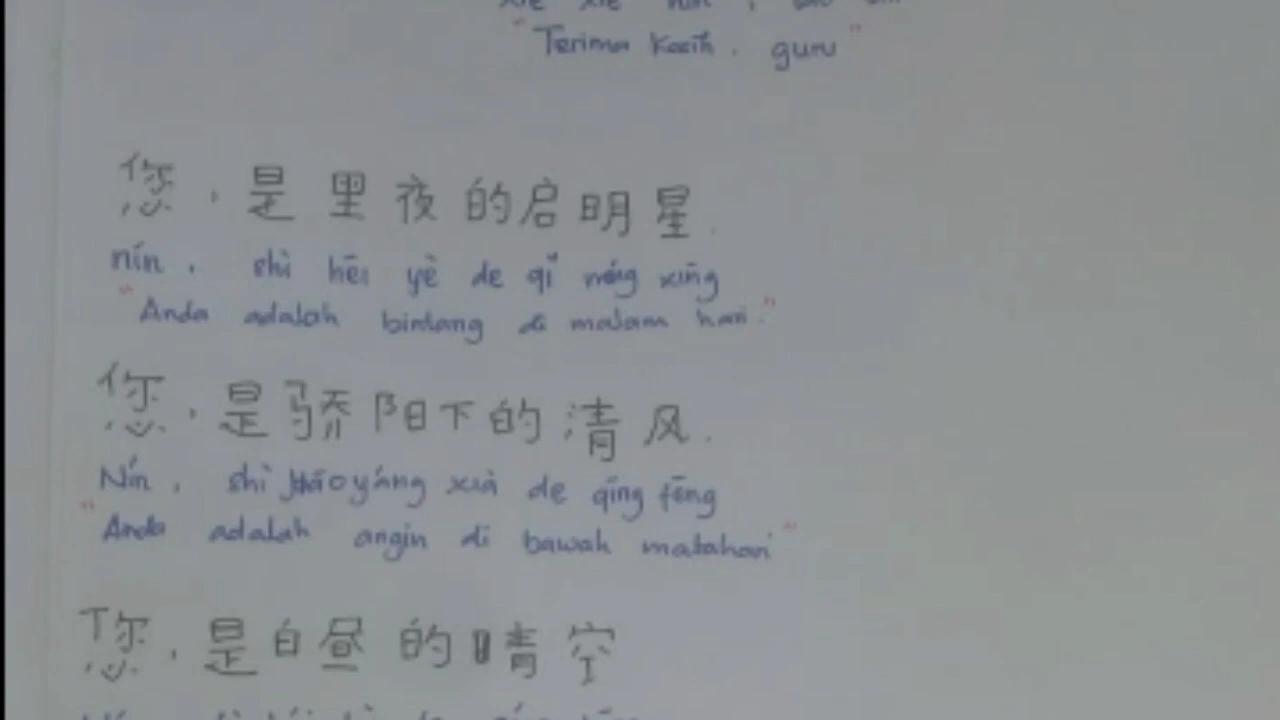 "Terima Kasih, guru"
您,是里夜的启明星.
nín, shì hēi yè de qǐ míng xīng
"Anda adalah bintang di malam hari."
您,是骄阳下的清风.
Nín, shì jiāo yáng xià de qīng fēng
"Anda adalah angin di bawah matahari"
您,是白昼的晴空